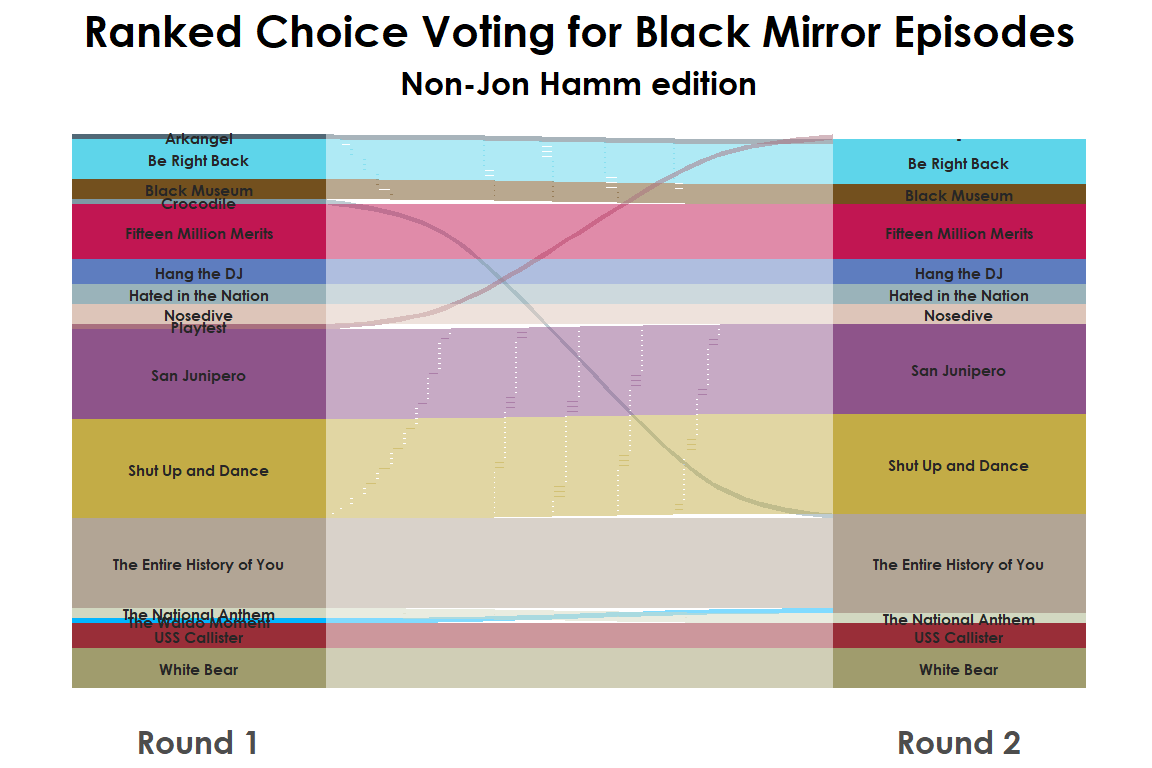 Ranked Choice Voting for Black Mirror Episodes
Non-Jon Hamm edition
Arkangel
Be Right Back
Black Museum
Crocodile
Fifteen Million Merits
Hang the DJ
Hated in the Nation
Nosedive
Playtest
San Junipero
Shut Up and Dance
The Entire History of You
The National Anthem
The Waldo Moment
USS Callister
White Bear
-
Be Right Back
Black Museum
Fifteen Million Merits
Hang the DJ
Hated in the Nation
Nosedive
San Junipero
Shut Up and Dance
The Entire History of You
The National Anthem
USS Callister
White Bear
Round 1
Round 2